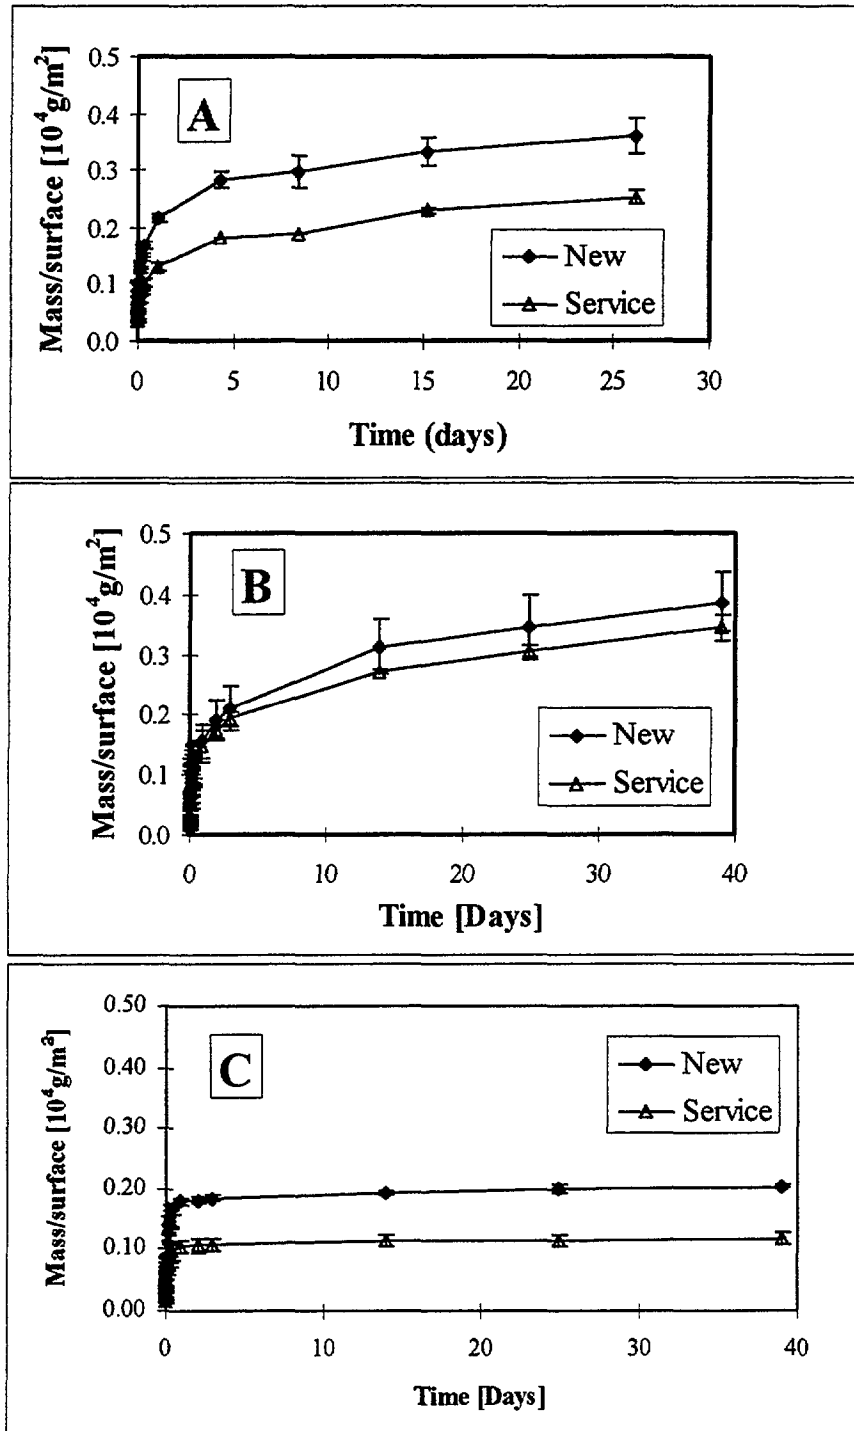 A
Mass/surface [10⁴g/m²]
0.5
0.4
0.3
0.2
0.1
0.0
New
Service
0 5 10 15 20 25 30
Time (days)
B
Mass/surface [10⁴g/m²]
0.5
0.4
0.3
0.2
0.1
0.0
New
Service
0 10 20 30 40
Time [Days]
C
Mass/surface [10⁴g/m²]
0.50
0.40
0.30
0.20
0.10
0.00
New
Service
0 10 20 30 40
Time [Days]